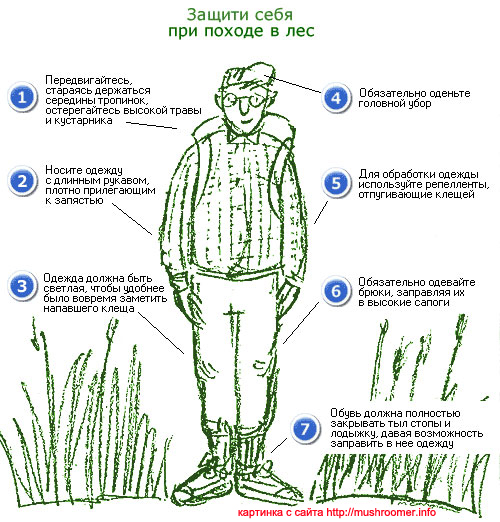 Защити себя
при походе в лес
1
Передвигайтесь,
стараясь держаться
середины тропинок,
остерегайтесь высокой травы
и кустарника
2
Носите одежду
с длинным рукавом,
плотно прилегающим
к запястью
3
Одежда должна быть
светлая, чтобы удобнее
было вовремя заметить
напавшего клеща
4
Обязательно оденьте
головной убор
5
Для обработки одежды
используйте репелленты,
отпугивающие клещей
6
Обязательно одевайте
брюки, заправляя их
в высокие сапоги
7
Обувь должна полностью
закрывать тыл стопы и
лодыжку, давая возможность
заправить в нее одежду
картинка с сайта http://mushroomer.info